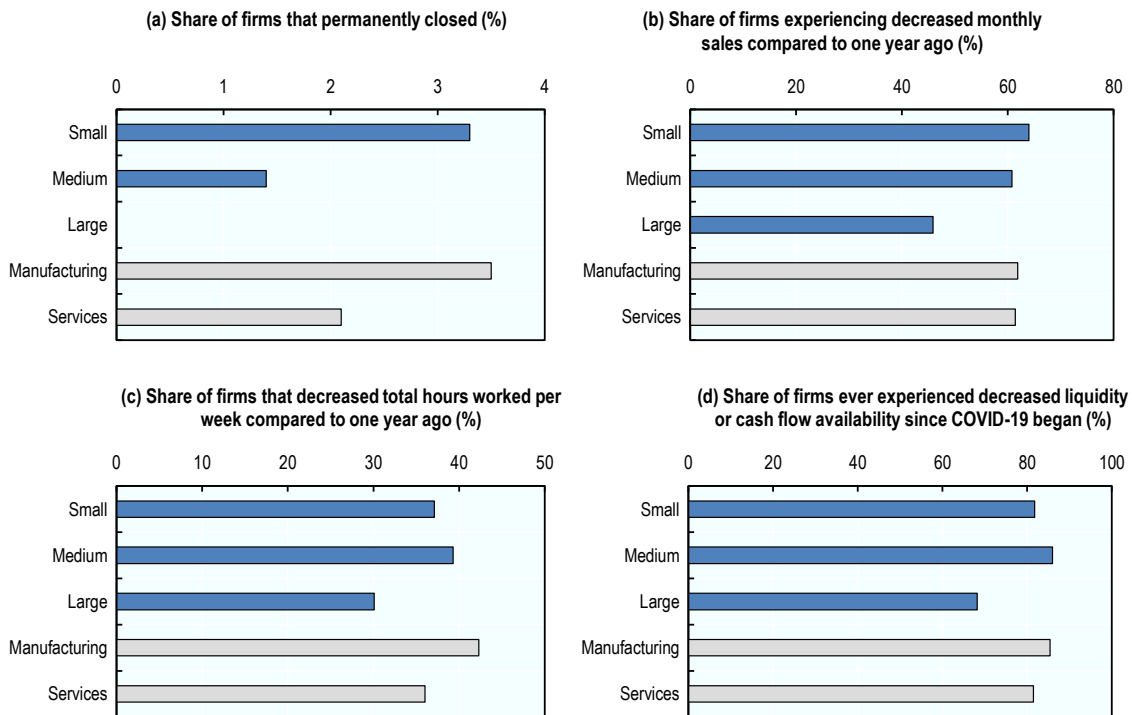 (a) Share of firms that permanently closed (%)
0 1 2 3 4
Small
Medium
Large
Manufacturing
Services
(b) Share of firms experiencing decreased monthly
sales compared to one year ago (%)
0 20 40 60 80
Small
Medium
Large
Manufacturing
Services
(c) Share of firms that decreased total hours worked per
week compared to one year ago (%)
0 10 20 30 40 50
Small
Medium
Large
Manufacturing
Services
(d) Share of firms ever experienced decreased liquidity
or cash flow availability since COVID-19 began (%)
0 20 40 60 80 100
Small
Medium
Large
Manufacturing
Services